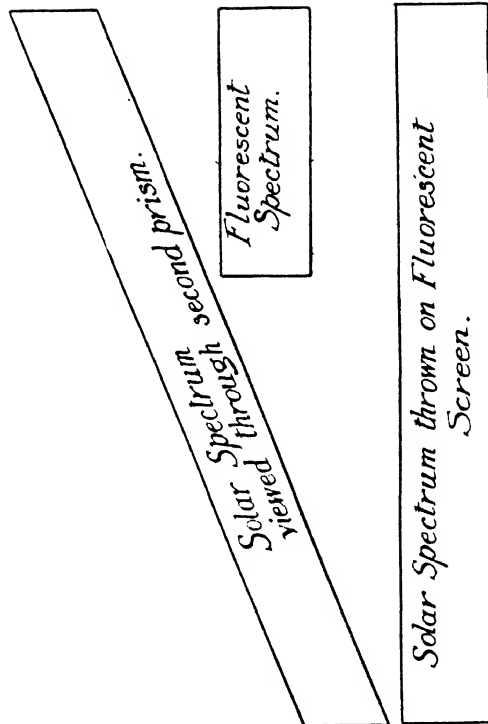 Solar Spectrum
viewed through second prism.
Fluorescent
Spectrum.
Solar Spectrum thrown on Fluorescent
Screen.